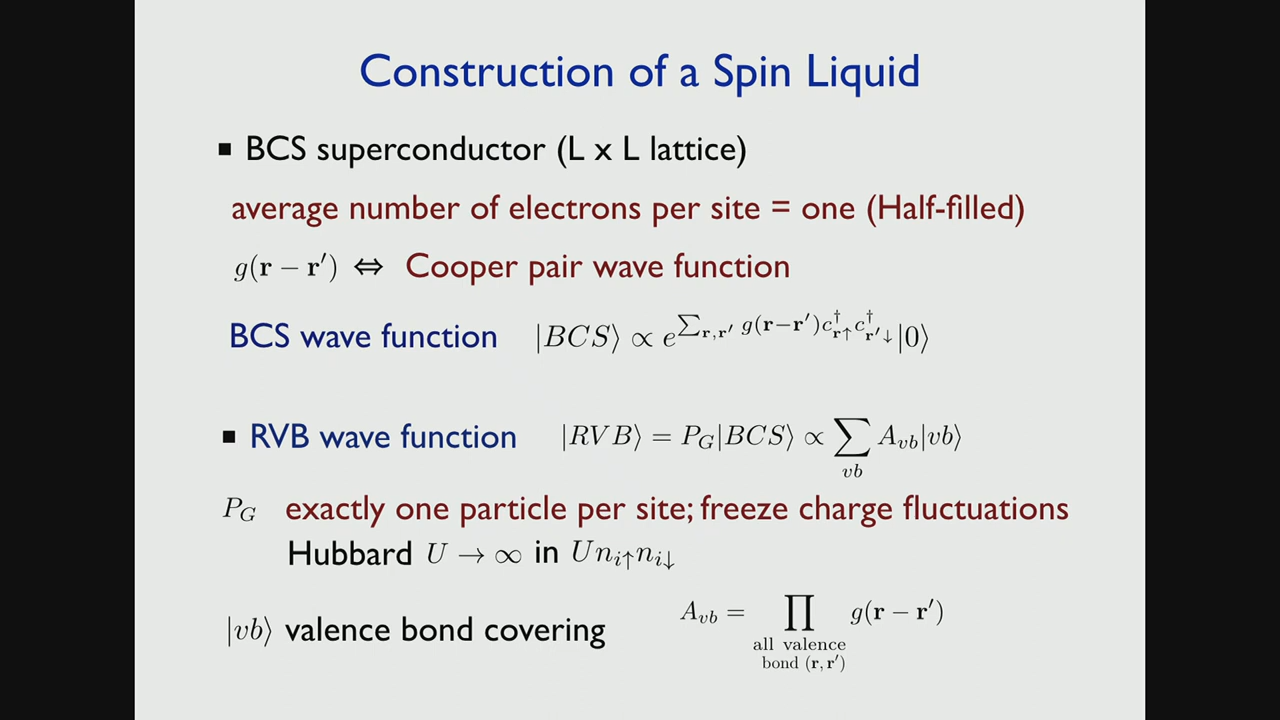 Construction of a Spin Liquid
▪ BCS superconductor (L x L lattice)
average number of electrons per site = one (Half-filled)
g(𝐫 − 𝐫′) ⇔ Cooper pair wave function
BCS wave function |BCS⟩ ∝ e^{∑_{𝐫,𝐫′} g(𝐫−𝐫′)c†_{𝐫↑}c†_{𝐫′↓}}|0⟩
▪ RVB wave function |RVB⟩ = P_G|BCS⟩ ∝ ∑_{vb} A_{vb}|vb⟩
P_G exactly one particle per site; freeze charge fluctuations
Hubbard U → ∞ in Un_{i↑}n_{i↓}
|vb⟩ valence bond covering A_{vb} = ∏_{all valence bond (𝐫,𝐫′)} g(𝐫 − 𝐫′)